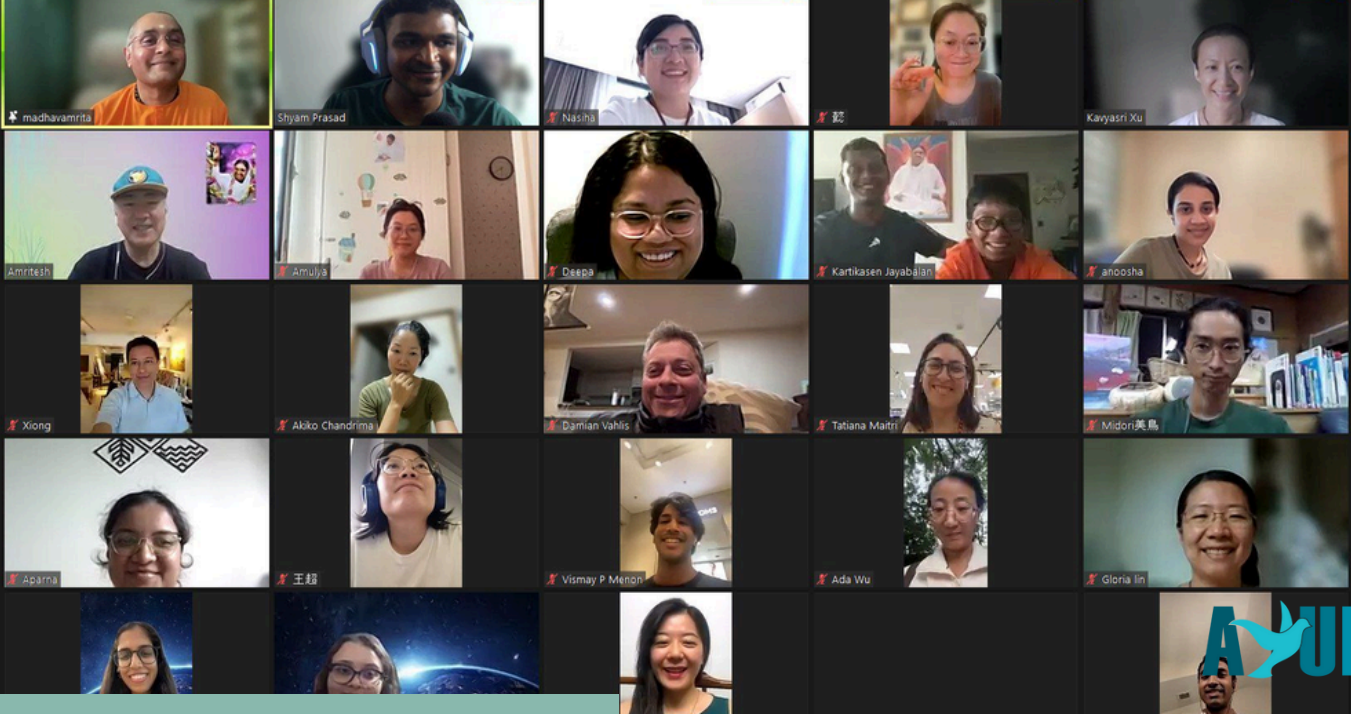 madhavamrita
Shyam Prasad
Nasiha
懿
Kavyasri Xu
Amritesh
Amulya
Deepa
Kartikasen Jayabalan
anoosha
Xiong
Akiko Chandrima
Damian Vahlis
Tatiana Maitri
Midori美鳥
Aparna
王超
Vismay P Menon
Ada Wu
Gloria lin
AYU